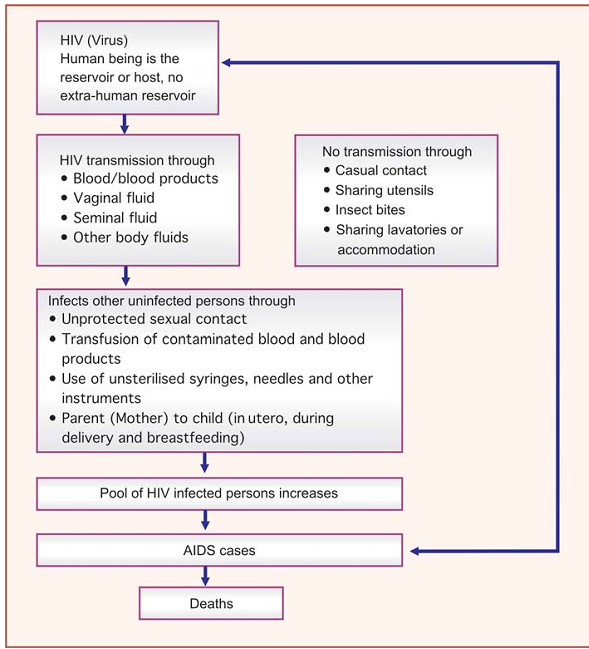 HIV (Virus)
Human being is the
reservoir or host, no
extra-human reservoir
HIV transmission through
• Blood/blood products
• Vaginal fluid
• Seminal fluid
• Other body fluids
No transmission through
• Casual contact
• Sharing utensils
• Insect bites
• Sharing lavatories or
accommodation
Infects other uninfected persons through
• Unprotected sexual contact
• Transfusion of contaminated blood and blood
products
• Use of unsterilised syringes, needles and other
instruments
• Parent (Mother) to child (in utero, during
delivery and breastfeeding)
Pool of HIV infected persons increases
AIDS cases
Deaths